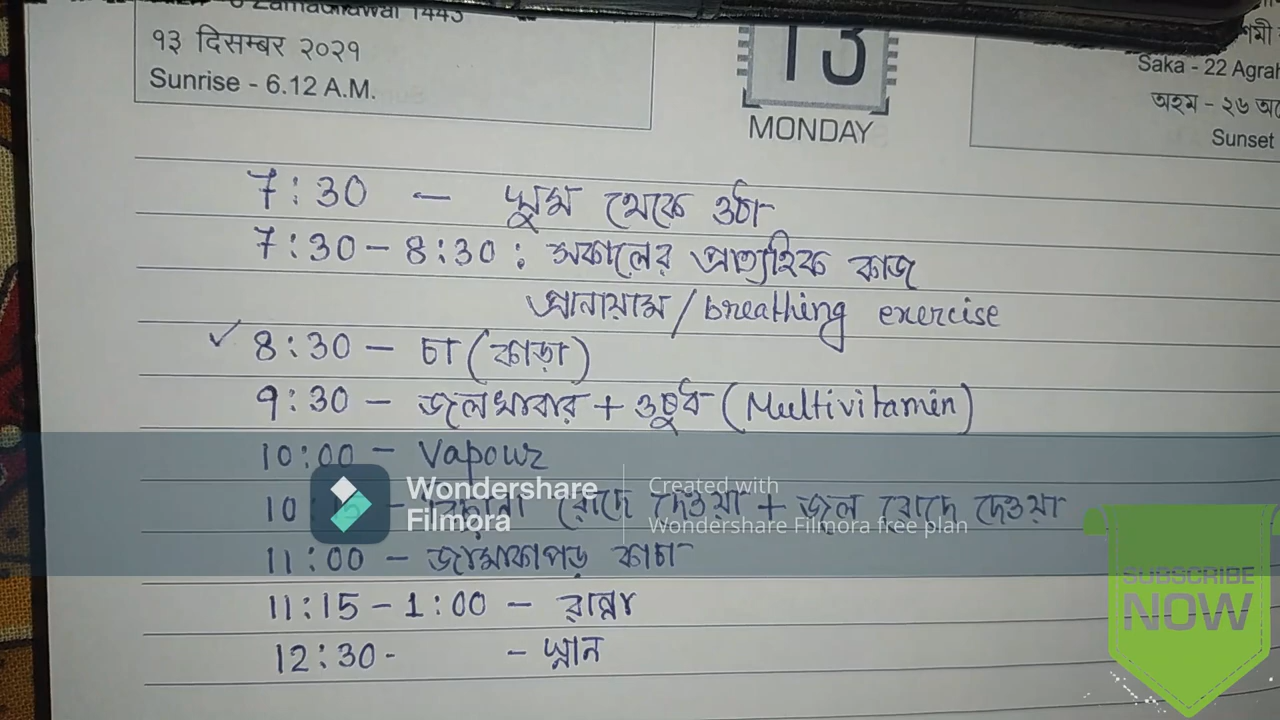 1443
১৩ দিসম্বর ২০২১
Sunrise - 6.12 A.M.
13
MONDAY
Saka - 22
অহম - ২৬
Sunset
7:30 — ঘুম থেকে ওঠা
7:30 - 8:30 : সকালের প্রাত্যহিক কাজ
প্রানায়াম / breathing exercise
✓ 8:30 - চা (কাড়া)
9:30 - জলখাবার + ওষুধ (Multivitamin)
10:00 - Vapour
10 - রোদে দেওয়া + জল রোদে দেওয়া
11:00 - জামাকাপড় কাচা
11:15 - 1:00 - রান্না
12:30 - - স্নান
Wondershare
Filmora
Created with
Wondershare Filmora free plan
SUBSCRIBE
NOW